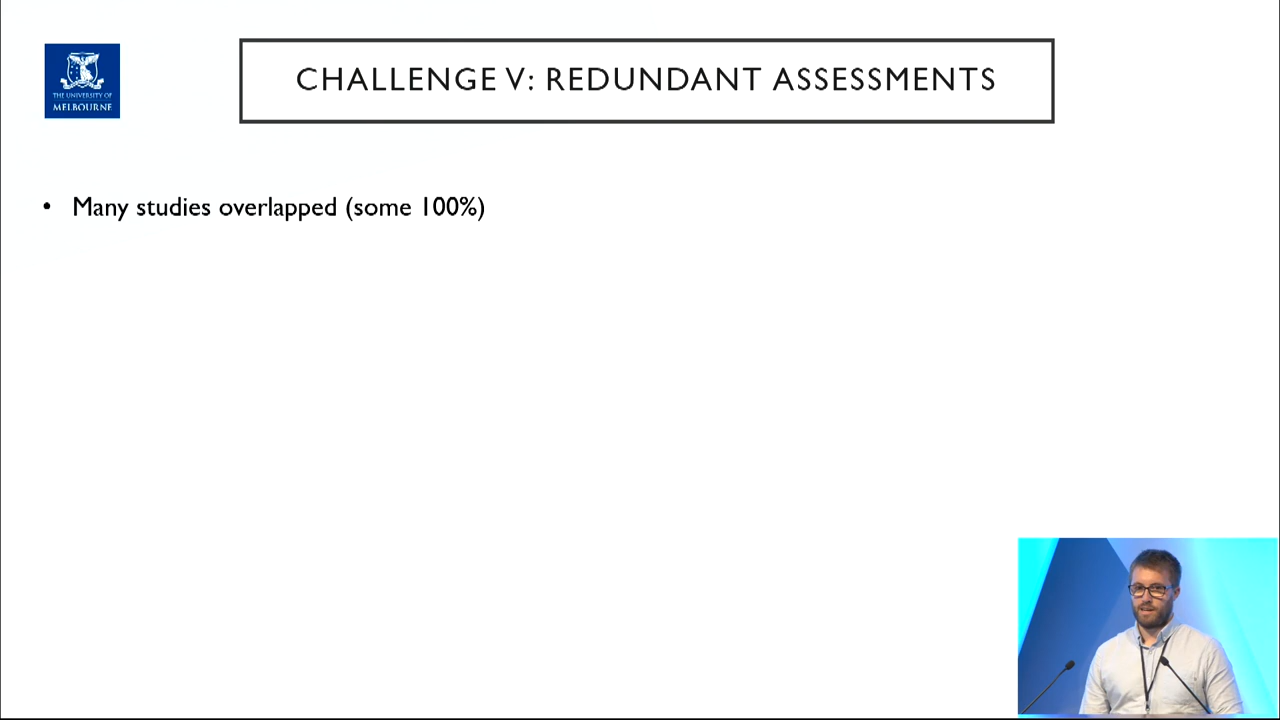 THE UNIVERSITY OF
MELBOURNE
CHALLENGE V: REDUNDANT ASSESSMENTS
• Many studies overlapped (some 100%)